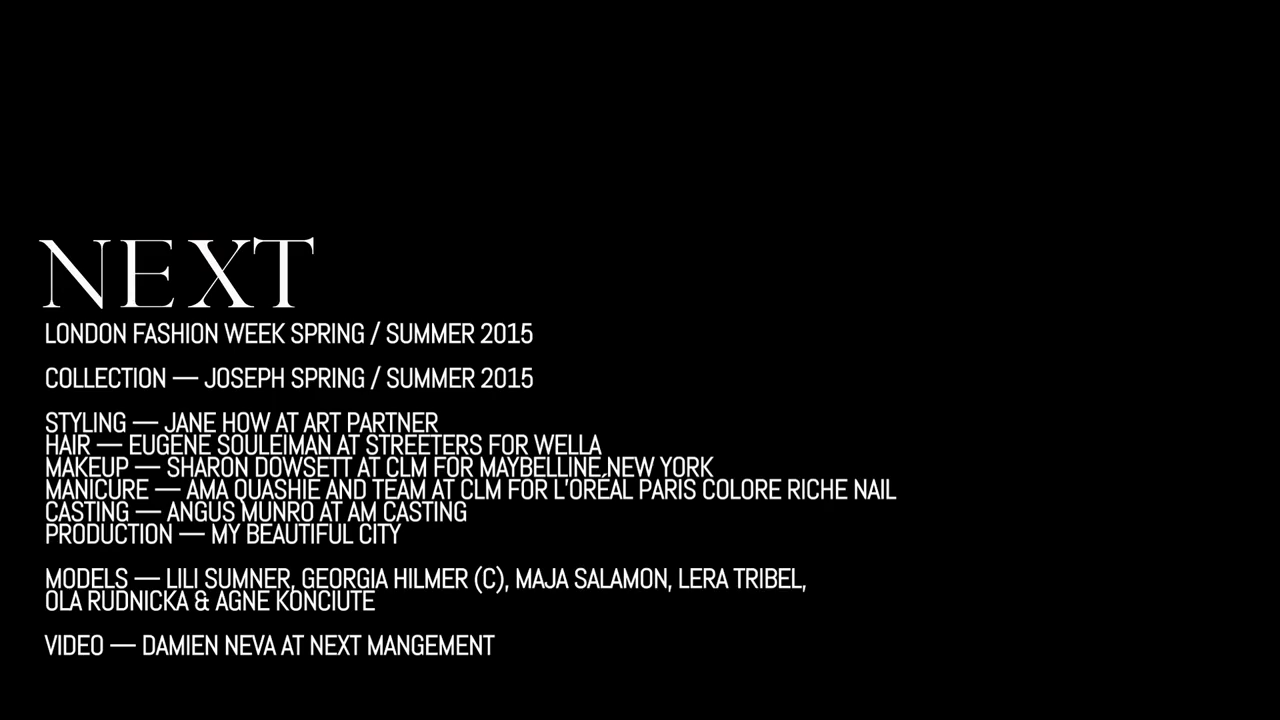 NEXT
LONDON FASHION WEEK SPRING / SUMMER 2015
COLLECTION — JOSEPH SPRING / SUMMER 2015
STYLING — JANE HOW AT ART PARTNER
HAIR — EUGENE SOULEIMAN AT STREETERS FOR WELLA
MAKEUP — SHARON DOWSETT AT CLM FOR MAYBELLINE NEW YORK
MANICURE — AMA QUASHIE AND TEAM AT CLM FOR L'ORÉAL PARIS COLORE RICHE NAIL
CASTING — ANGUS MUNRO AT AM CASTING
PRODUCTION — MY BEAUTIFUL CITY
MODELS — LILI SUMNER, GEORGIA HILMER (C), MAJA SALAMON, LERA TRIBEL,
OLA RUDNICKA & AGNE KONCIUTE
VIDEO — DAMIEN NEVA AT NEXT MANGEMENT